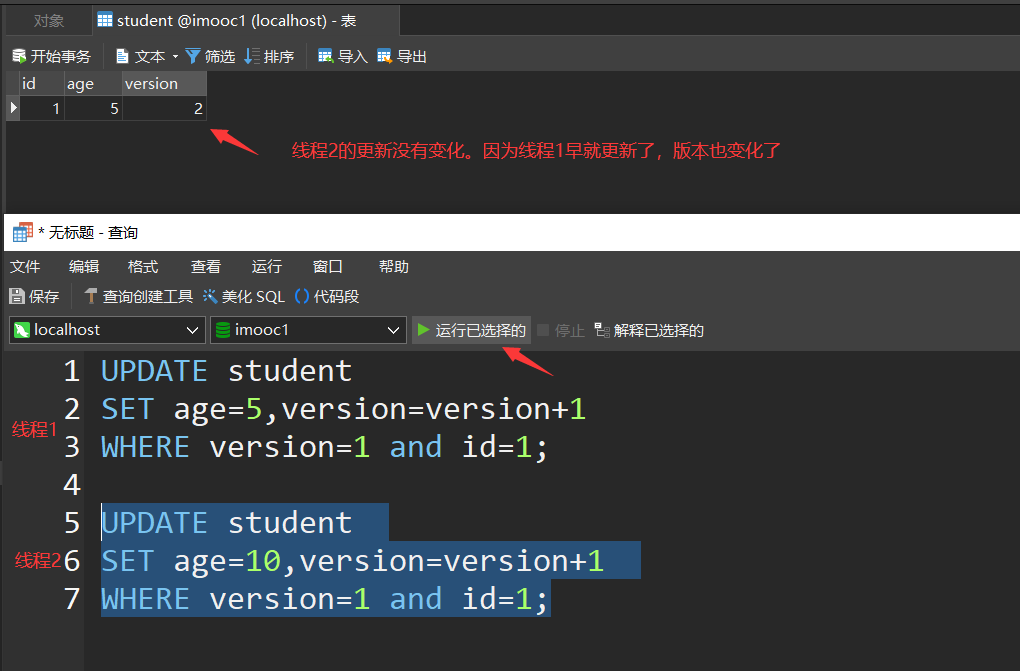 对象 student @imooc1 (localhost) - 表
开始事务 文本 筛选 排序 导入 导出
id age version
1 5 2
线程2的更新没有变化。因为线程1早就更新了，版本也变化了
* 无标题 - 查询
文件 编辑 格式 查看 运行 窗口 帮助
保存 查询创建工具 美化 SQL () 代码段
localhost imooc1 运行已选择的 停止 解释已选择的
1 UPDATE student
2 SET age=5,version=version+1
线程1
3 WHERE version=1 and id=1;
4
5 UPDATE student
线程2 6 SET age=10,version=version+1
7 WHERE version=1 and id=1;